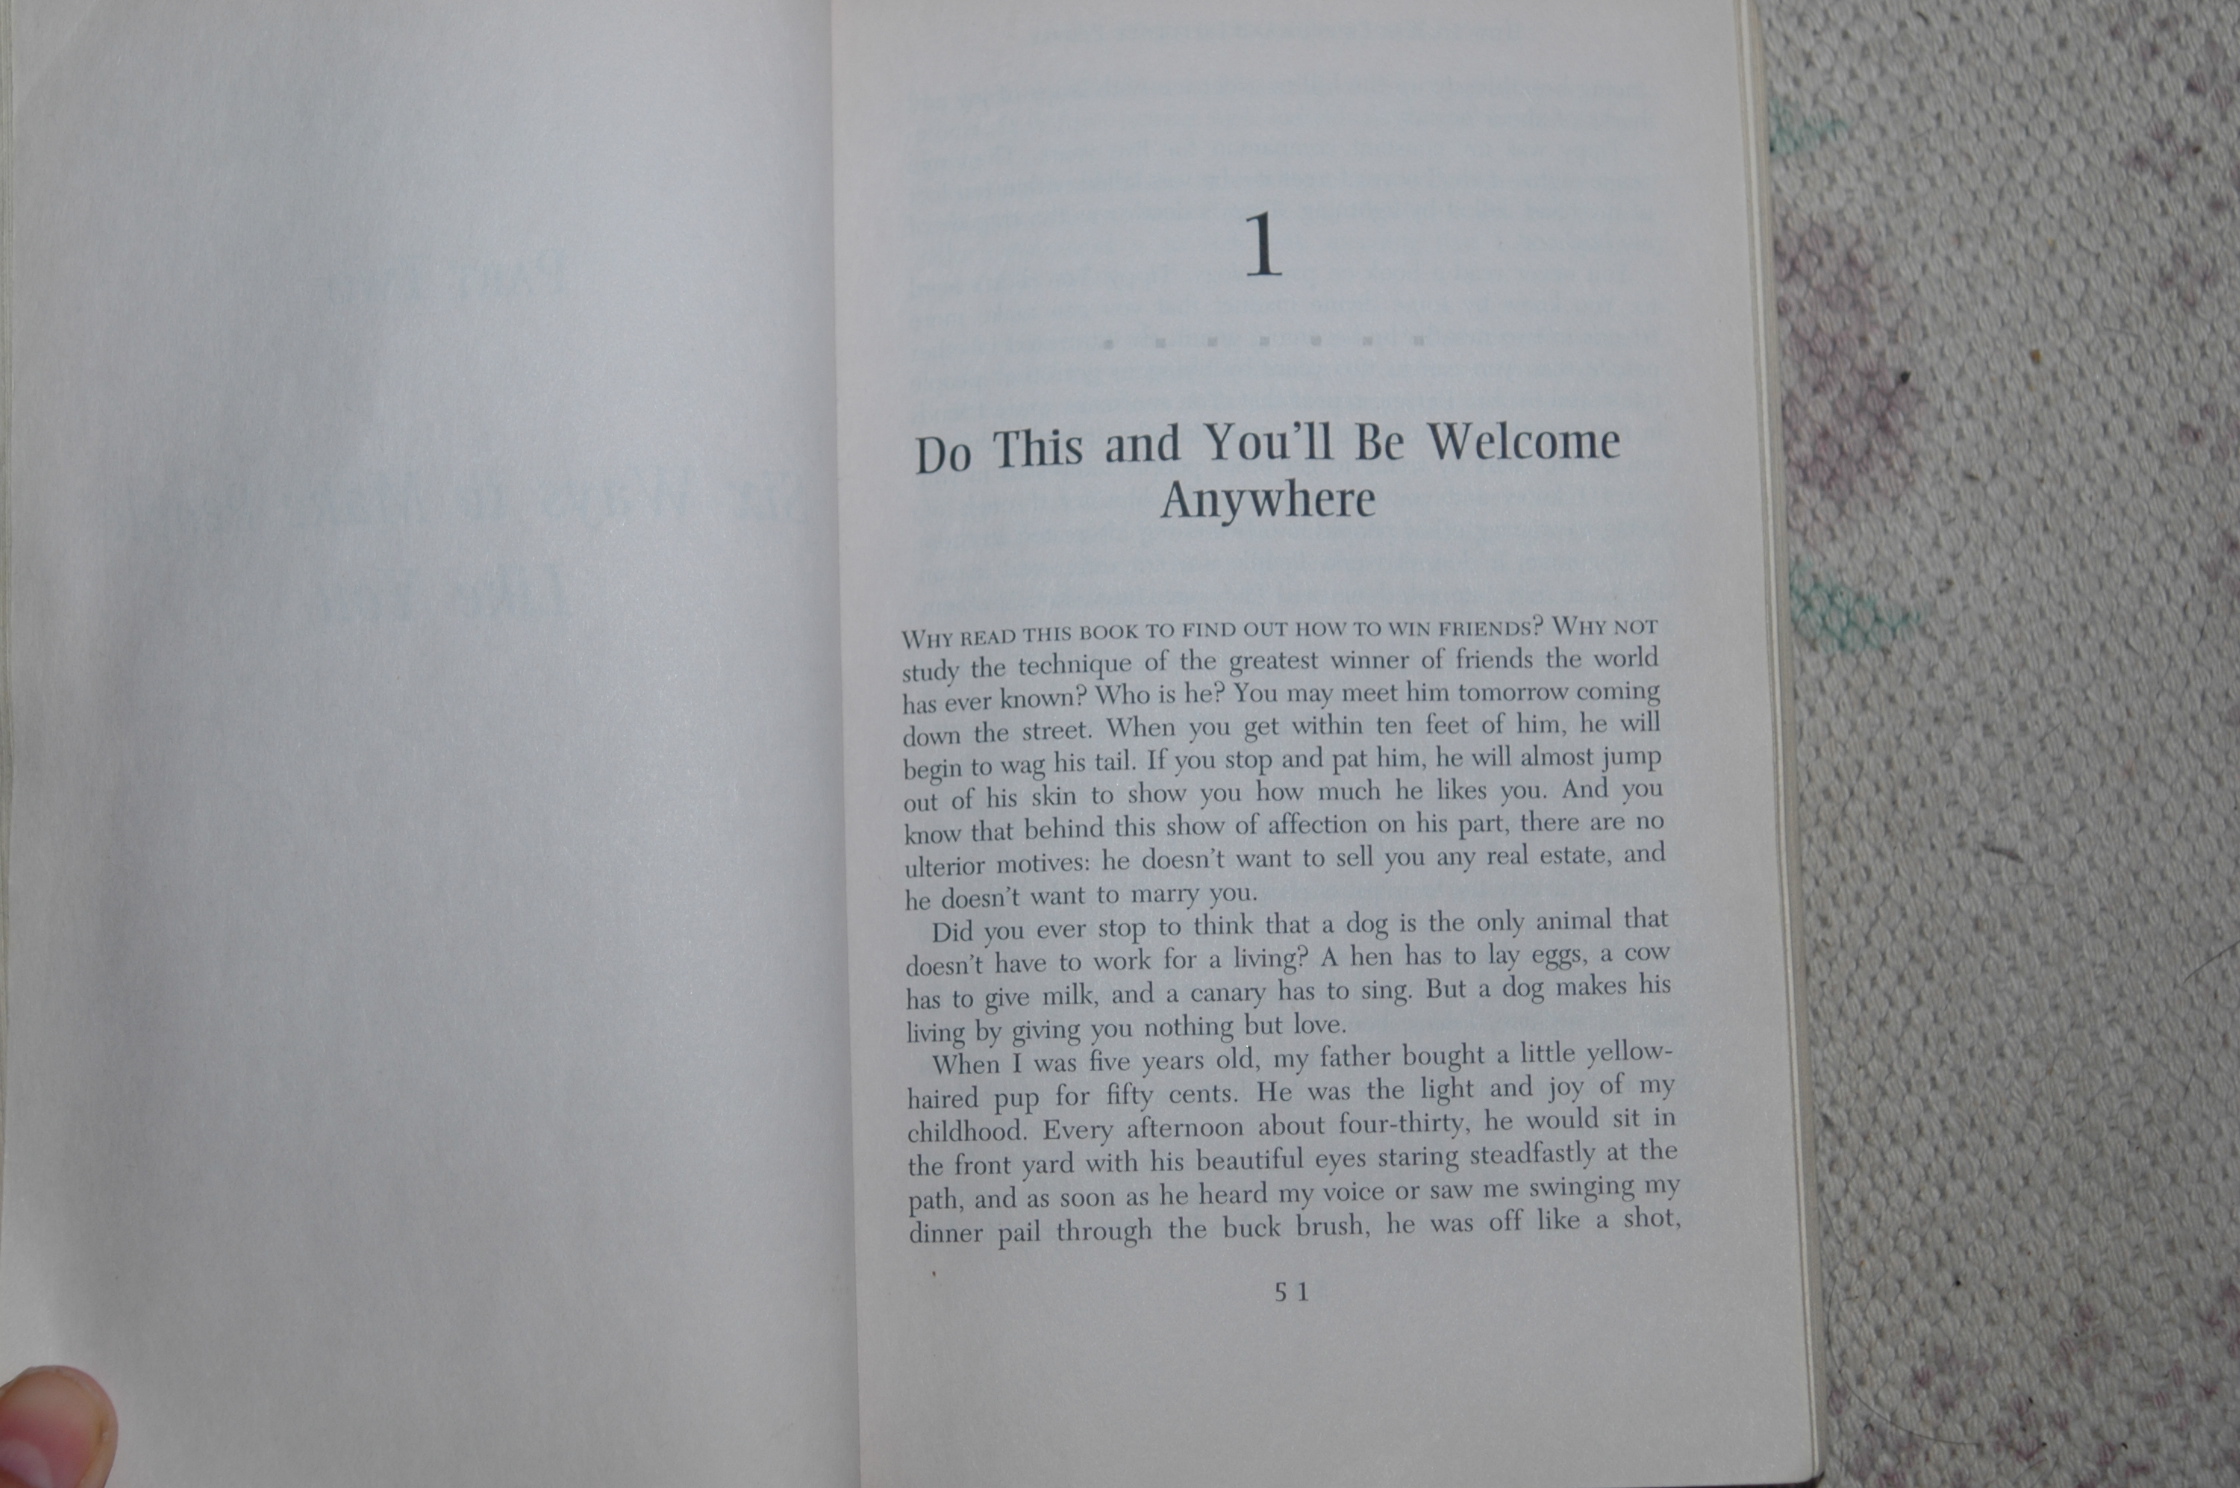 1
Do This and You'll Be Welcome
Anywhere
WHY READ THIS BOOK TO FIND OUT HOW TO WIN FRIENDS? WHY NOT
study the technique of the greatest winner of friends the world
has ever known? Who is he? You may meet him tomorrow coming
down the street. When you get within ten feet of him, he will
begin to wag his tail. If you stop and pat him, he will almost jump
out of his skin to show you how much he likes you. And you
know that behind this show of affection on his part, there are no
ulterior motives: he doesn't want to sell you any real estate, and
he doesn't want to marry you.
Did you ever stop to think that a dog is the only animal that
doesn't have to work for a living? A hen has to lay eggs, a cow
has to give milk, and a canary has to sing. But a dog makes his
living by giving you nothing but love.
When I was five years old, my father bought a little yellow-
haired pup for fifty cents. He was the light and joy of my
childhood. Every afternoon about four-thirty, he would sit in
the front yard with his beautiful eyes staring steadfastly at the
path, and as soon as he heard my voice or saw me swinging my
dinner pail through the buck brush, he was off like a shot,
51